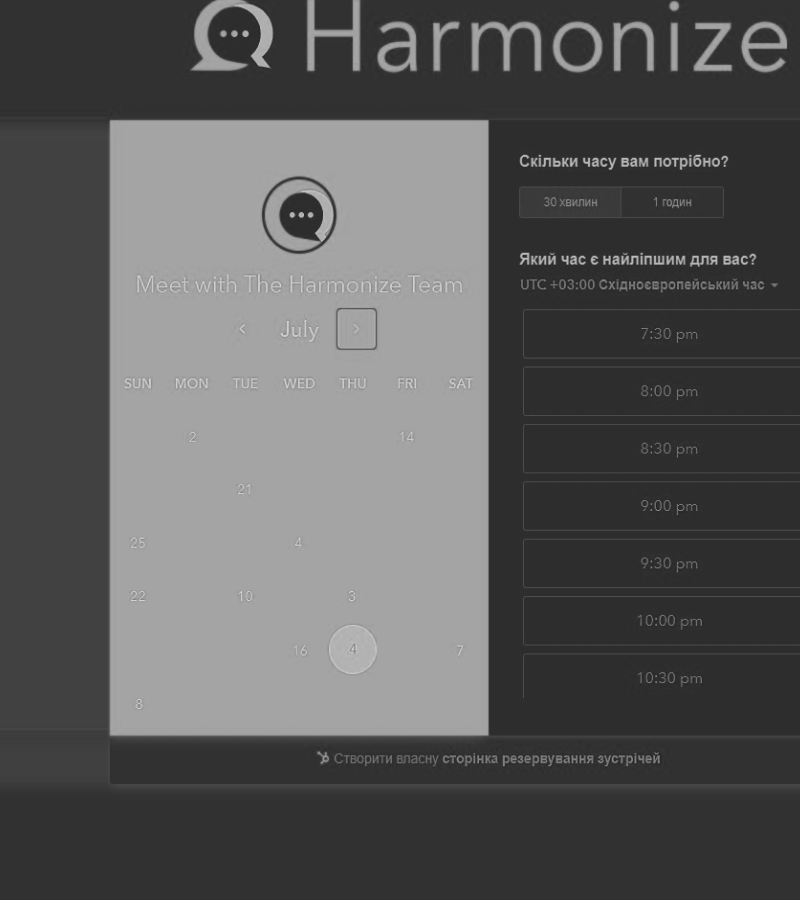 Harmonize
Meet with The Harmonize Team
July
SUN MON TUE WED THU FRI SAT
2 14
21
25 4
22 10 3
16 4 7
8
Скільки часу вам потрібно?
30 хвилин 1 годин
Який час є найліпшим для вас?
UTC +03:00 Східноєвропейський час
7:30 pm
8:00 pm
8:30 pm
9:00 pm
9:30 pm
10:00 pm
10:30 pm
Створити власну сторінка резервування зустрічей